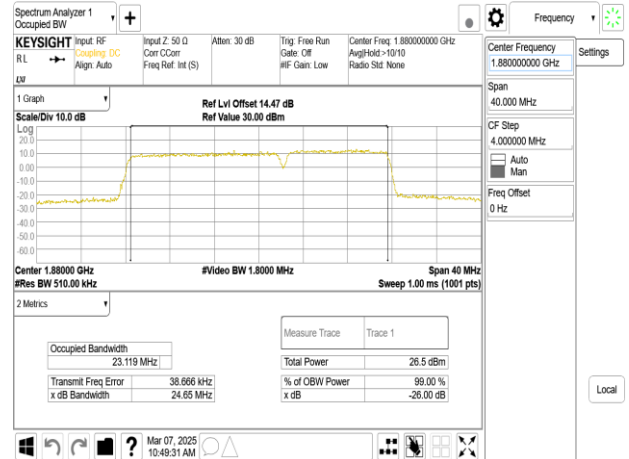 Spectrum Analyzer 1
Occupied BW
Frequency
KEYSIGHT
RL
LXI
Input: RF
Coupling: DC
Align: Auto
Input Z: 50 Ω
Corr CCorr
Freq Ref: Int (S)
Atten: 30 dB
Trig: Free Run
Gate: Off
#IF Gain: Low
Center Freq: 1.880000000 GHz
Avg|Hold:>10/10
Radio Std: None
Center Frequency
1.880000000 GHz
Settings
Span
40.000 MHz
CF Step
4.000000 MHz
Auto
Man
Freq Offset
0 Hz
Local
1 Graph
Scale/Div 10.0 dB
Ref Lvl Offset 14.47 dB
Ref Value 30.00 dBm
Log
20.0
10.0
0.00
-10.0
-20.0
-30.0
-40.0
-50.0
-60.0
Center 1.88000 GHz
#Video BW 1.8000 MHz
Span 40 MHz
#Res BW 510.00 kHz
Sweep 1.00 ms (1001 pts)
2 Metrics
Measure Trace
Trace 1
Occupied Bandwidth
23.119 MHz
Total Power
26.5 dBm
Transmit Freq Error
38.666 kHz
% of OBW Power
99.00 %
x dB Bandwidth
24.65 MHz
x dB
-26.00 dB
?
Mar 07, 2025
10:49:31 AM